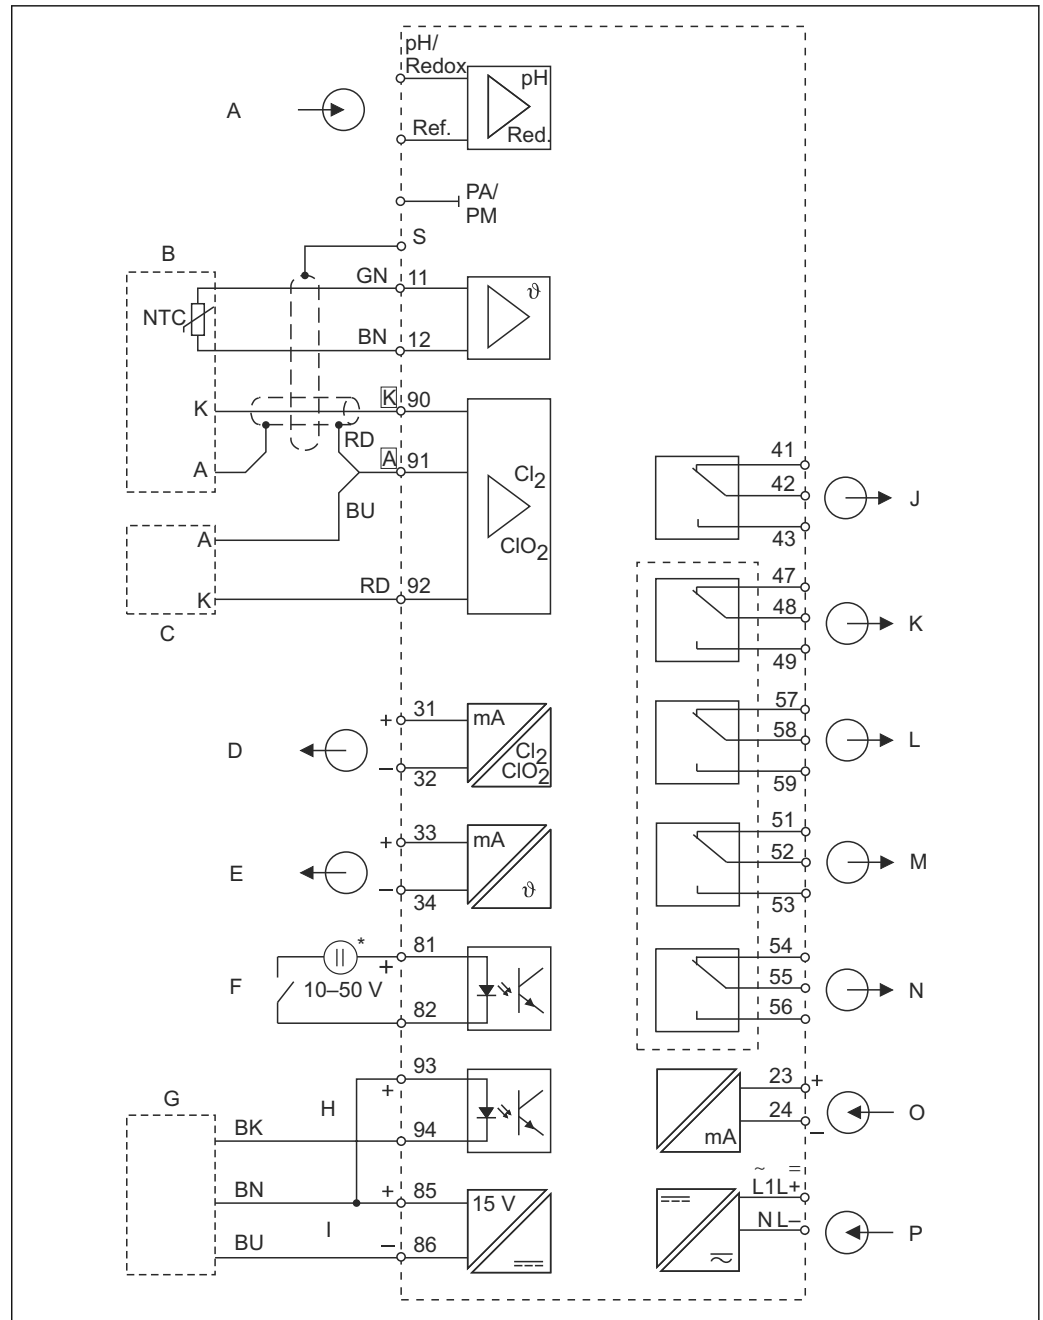 pH/
Redox
pH
A
Ref.
Red.
PA/
PM
S
B
GN 11
ϑ
NTC
BN 12
K
K 90
RD
A
A 91
Cl2
BU
ClO2
A
K
RD 92
C
41
42
J
43
47
48
K
49
57
58
L
59
51
52
M
53
54
55
N
56
D
+ 31
mA
Cl2
ClO2
– 32
E
+ 33
mA
ϑ
– 34
F
*
+ 81
10–50 V
82
G
H
93
+
BK
94
BN
+ 85
15 V
I
BU
– 86
23 +
24 –
mA
O
~ =
L1 L+
N L–
P